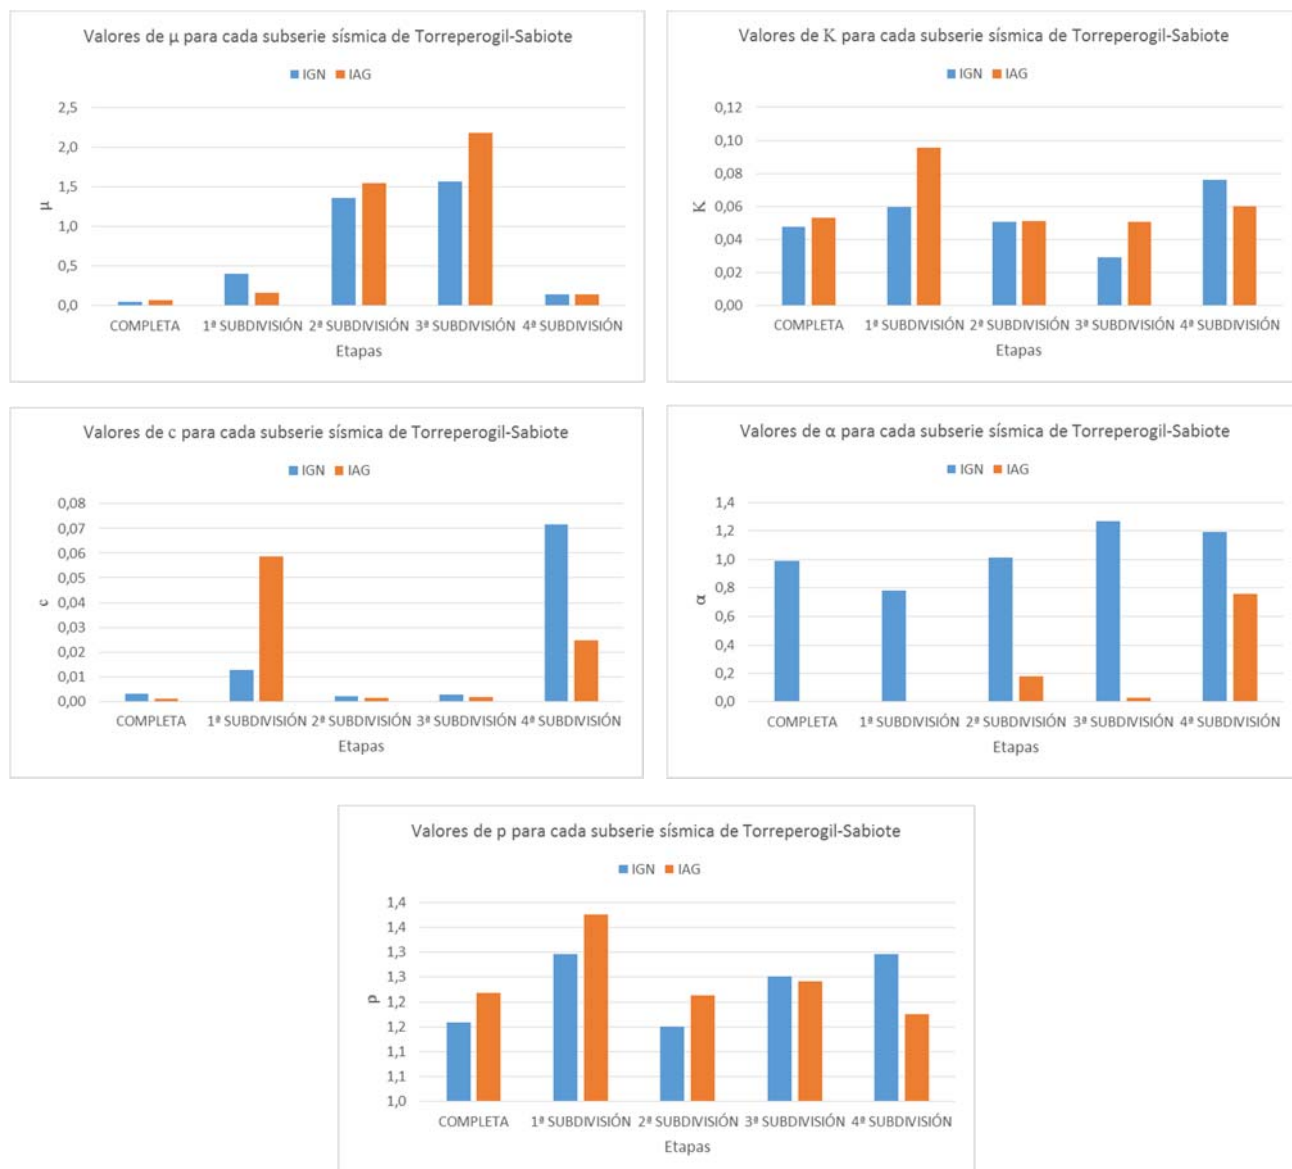 Valores de μ para cada subserie sísmica de Torreperogil-Sabiote
IGN IAG
2,5
2,0
1,5
1,0
0,5
0,0
μ
COMPLETA 1ª SUBDIVISIÓN 2ª SUBDIVISIÓN 3ª SUBDIVISIÓN 4ª SUBDIVISIÓN
Etapas
Valores de K para cada subserie sísmica de Torreperogil-Sabiote
IGN IAG
0,12
0,10
0,08
0,06
0,04
0,02
0,00
K
COMPLETA 1ª SUBDIVISIÓN 2ª SUBDIVISIÓN 3ª SUBDIVISIÓN 4ª SUBDIVISIÓN
Etapas
Valores de c para cada subserie sísmica de Torreperogil-Sabiote
IGN IAG
0,08
0,07
0,06
0,05
0,04
0,03
0,02
0,01
0,00
c
COMPLETA 1ª SUBDIVISIÓN 2ª SUBDIVISIÓN 3ª SUBDIVISIÓN 4ª SUBDIVISIÓN
Etapas
Valores de α para cada subserie sísmica de Torreperogil-Sabiote
IGN IAG
1,4
1,2
1,0
0,8
0,6
0,4
0,2
0,0
α
COMPLETA 1ª SUBDIVISIÓN 2ª SUBDIVISIÓN 3ª SUBDIVISIÓN 4ª SUBDIVISIÓN
Etapas
Valores de p para cada subserie sísmica de Torreperogil-Sabiote
IGN IAG
1,4
1,4
1,3
1,3
1,2
1,2
1,1
1,1
1,0
p
COMPLETA 1ª SUBDIVISIÓN 2ª SUBDIVISIÓN 3ª SUBDIVISIÓN 4ª SUBDIVISIÓN
Etapas